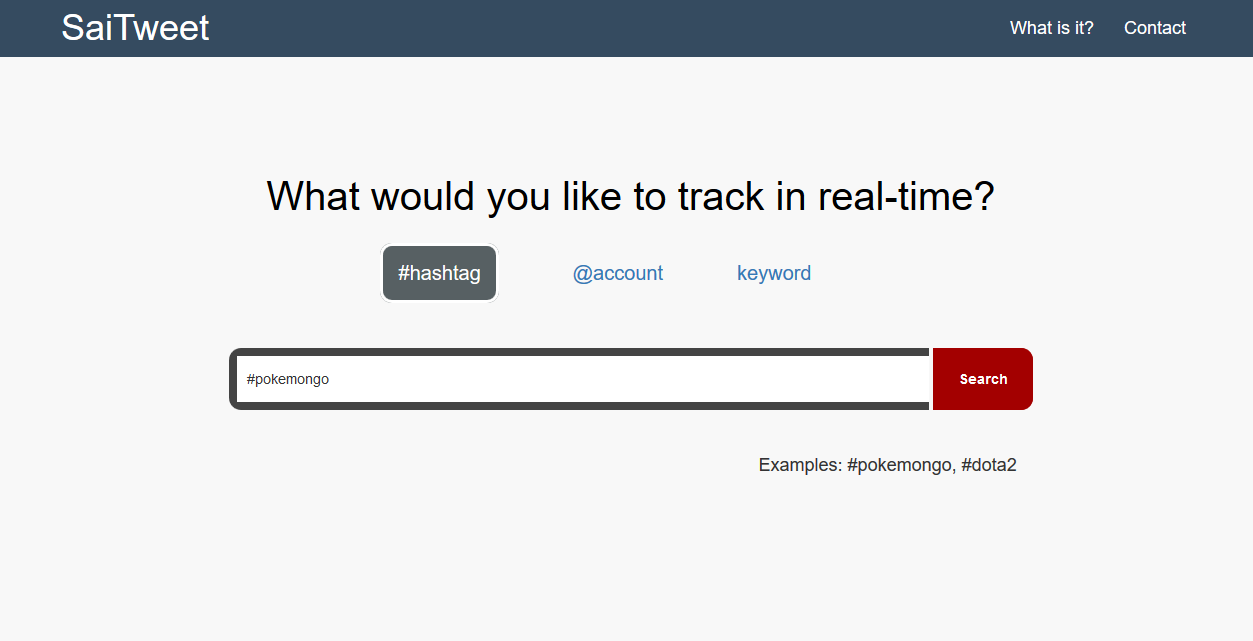 SaiTweet What is it? Contact
What would you like to track in real-time?
#hashtag @account keyword
#pokemongo Search
Examples: #pokemongo, #dota2